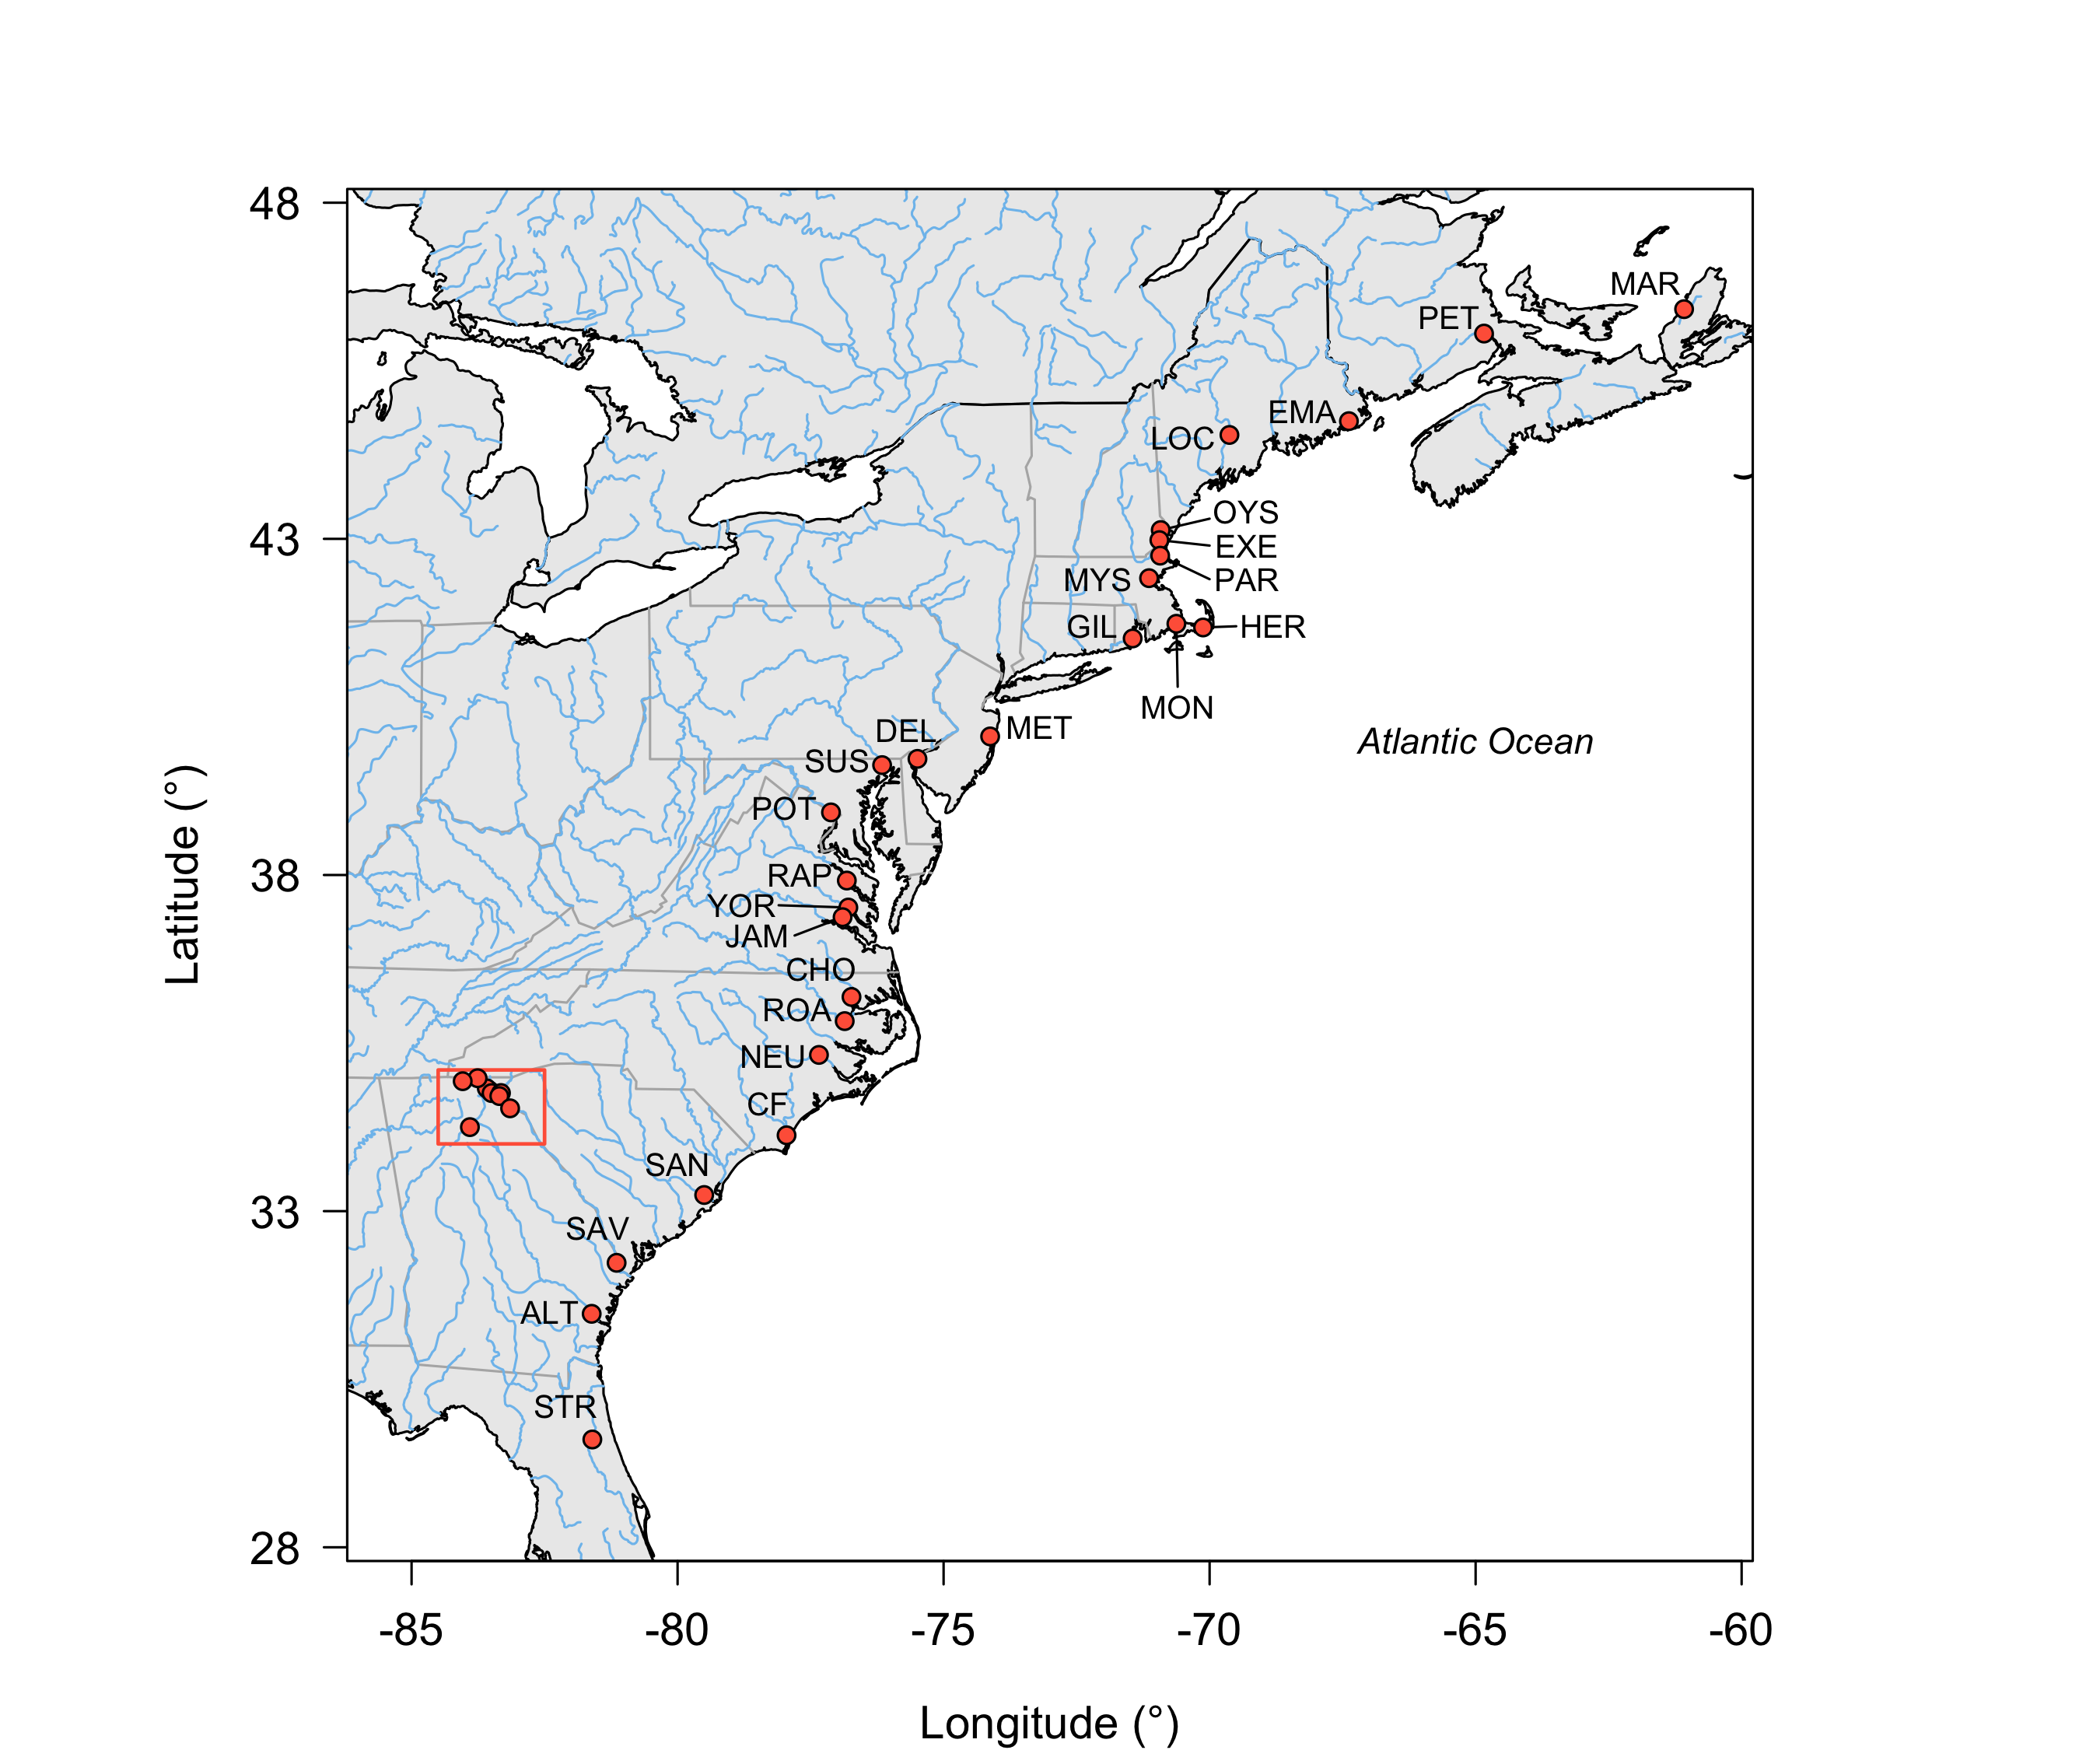 48
MAR
PET
EMA
LOC
OYS
43
EXE
MYS
PAR
GIL
HER
MON
DEL
MET
Atlantic Ocean
SUS
POT
38
RAP
YOR
JAM
CHO
ROA
NEU
CF
SAN
33
SAV
ALT
STR
28
Latitude (°)
-85
-80
-75
-70
-65
-60
Longitude (°)